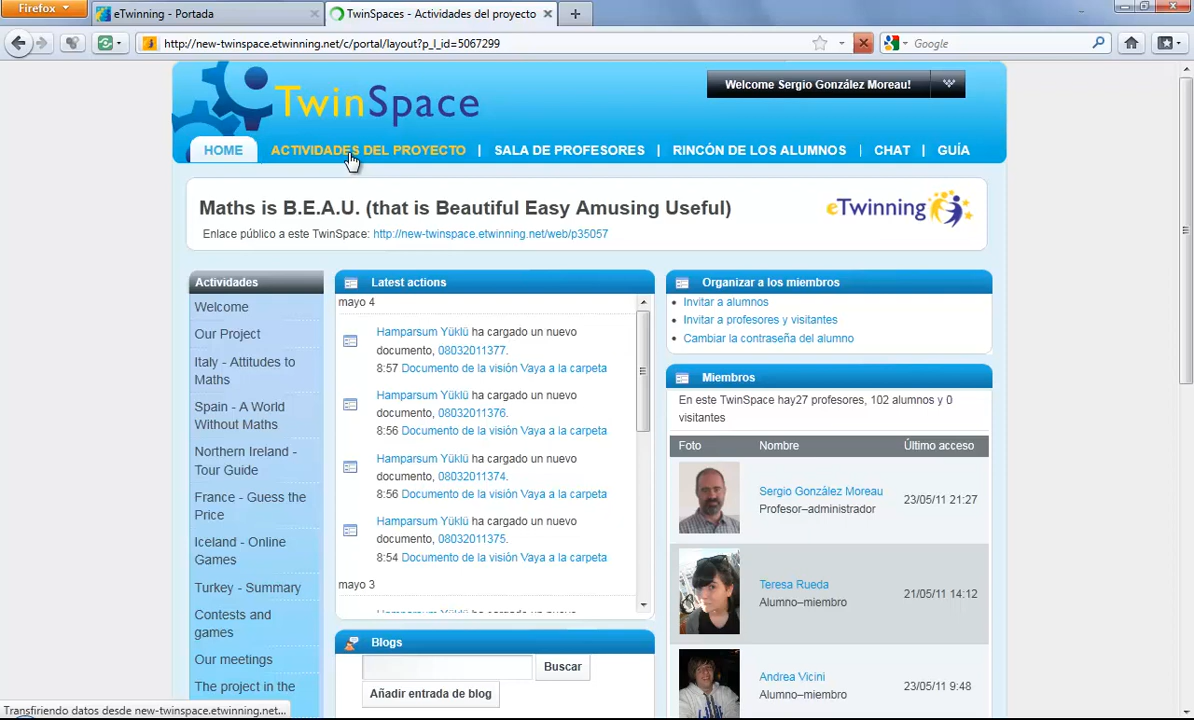 Firefox
eTwinning - Portada
TwinSpaces - Actividades del proyecto
http://new-twinspace.etwinning.net/c/portal/layout?p_l_id=5067299
Google
TwinSpace
Welcome Sergio González Moreau!
HOME
ACTIVIDADES DEL PROYECTO | SALA DE PROFESORES | RINCÓN DE LOS ALUMNOS | CHAT | GUÍA
Maths is B.E.A.U. (that is Beautiful Easy Amusing Useful)
Enlace público a este TwinSpace: http://new-twinspace.etwinning.net/web/p35057
eTwinning
Actividades
Welcome
Our Project
Italy - Attitudes to
Maths
Spain - A World
Without Maths
Northern Ireland -
Tour Guide
France - Guess the
Price
Iceland - Online
Games
Turkey - Summary
Contests and
games
Our meetings
The project in the
Latest actions
mayo 4
Hamparsum Yüklü ha cargado un nuevo
documento, 08032011377.
8:57 Documento de la visión Vaya a la carpeta
Hamparsum Yüklü ha cargado un nuevo
documento, 08032011376.
8:56 Documento de la visión Vaya a la carpeta
Hamparsum Yüklü ha cargado un nuevo
documento, 08032011374.
8:56 Documento de la visión Vaya a la carpeta
Hamparsum Yüklü ha cargado un nuevo
documento, 08032011375.
8:54 Documento de la visión Vaya a la carpeta
mayo 3
Hamparsum Yüklü ha cargado un nuevo
Blogs
Buscar
Añadir entrada de blog
Organizar a los miembros
Invitar a alumnos
Invitar a profesores y visitantes
Cambiar la contraseña del alumno
Miembros
En este TwinSpace hay27 profesores, 102 alumnos y 0
visitantes
Foto Nombre Último acceso
Sergio González Moreau
Profesor–administrador
23/05/11 21:27
Teresa Rueda
Alumno–miembro
21/05/11 14:12
Andrea Vicini
Alumno–miembro
23/05/11 9:48
Transfiriendo datos desde new-twinspace.etwinning.net...